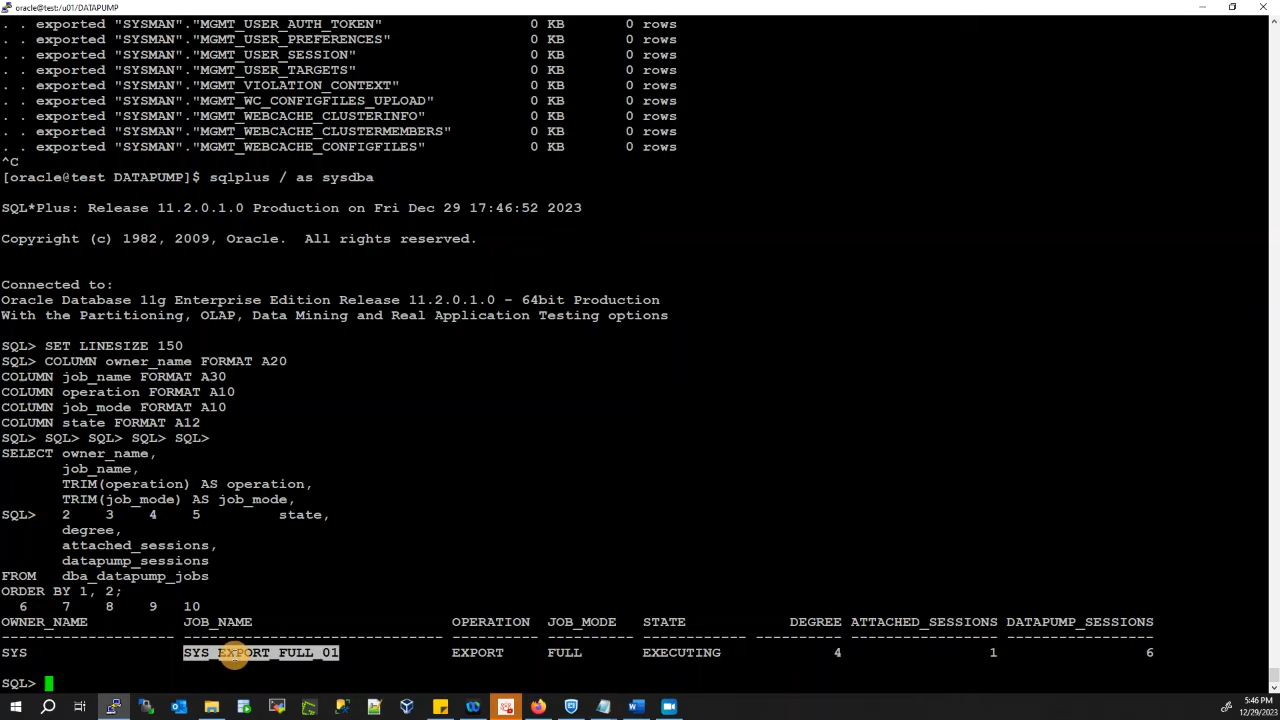 oracle@test:/u01/DATAPUMP
. . exported "SYSMAN"."MGMT_USER_AUTH_TOKEN" 0 KB 0 rows
. . exported "SYSMAN"."MGMT_USER_PREFERENCES" 0 KB 0 rows
. . exported "SYSMAN"."MGMT_USER_SESSION" 0 KB 0 rows
. . exported "SYSMAN"."MGMT_USER_TARGETS" 0 KB 0 rows
. . exported "SYSMAN"."MGMT_VIOLATION_CONTEXT" 0 KB 0 rows
. . exported "SYSMAN"."MGMT_WC_CONFIGFILES_UPLOAD" 0 KB 0 rows
. . exported "SYSMAN"."MGMT_WEBCACHE_CLUSTERINFO" 0 KB 0 rows
. . exported "SYSMAN"."MGMT_WEBCACHE_CLUSTERMEMBERS" 0 KB 0 rows
. . exported "SYSMAN"."MGMT_WEBCACHE_CONFIGFILES" 0 KB 0 rows
^C
[oracle@test DATAPUMP]$ sqlplus / as sysdba
SQL*Plus: Release 11.2.0.1.0 Production on Fri Dec 29 17:46:52 2023
Copyright (c) 1982, 2009, Oracle. All rights reserved.
Connected to:
Oracle Database 11g Enterprise Edition Release 11.2.0.1.0 - 64bit Production
With the Partitioning, OLAP, Data Mining and Real Application Testing options
SQL> SET LINESIZE 150
SQL> COLUMN owner_name FORMAT A20
COLUMN job_name FORMAT A30
COLUMN operation FORMAT A10
COLUMN job_mode FORMAT A10
COLUMN state FORMAT A12
SQL> SQL> SQL> SQL> SQL>
SELECT owner_name,
job_name,
TRIM(operation) AS operation,
TRIM(job_mode) AS job_mode,
SQL> 2 3 4 5 state,
degree,
attached_sessions,
datapump_sessions
FROM dba_datapump_jobs
ORDER BY 1, 2;
6 7 8 9 10
OWNER_NAME JOB_NAME OPERATION JOB_MODE STATE DEGREE ATTACHED_SESSIONS DATAPUMP_SESSIONS
-------------------- ------------------------------ ---------- ---------- ------------ ---------- ----------------- -----------------
SYS SYS_EXPORT_FULL_01 EXPORT FULL EXECUTING 4 1 6
SQL>
5:46 PM
12/29/2023